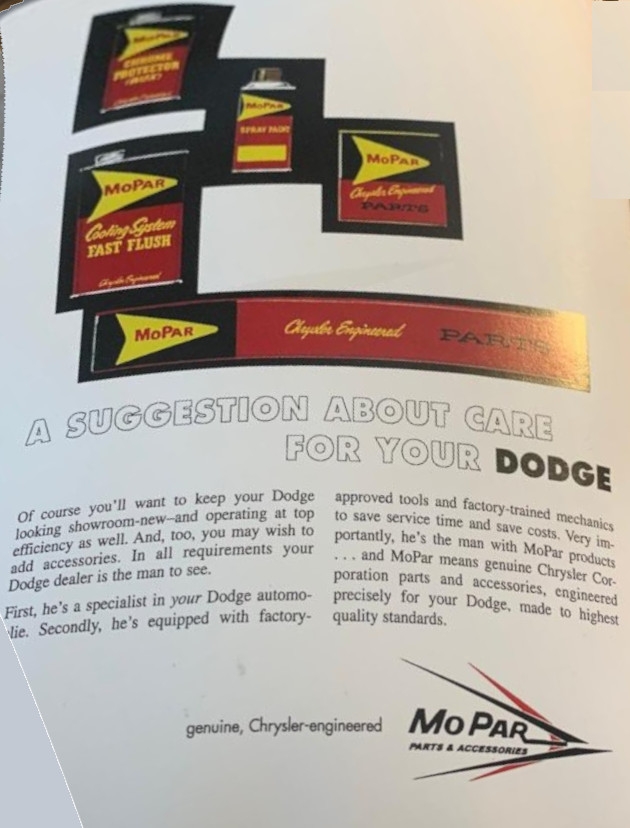 MOPAR
CHROME
PROTECTOR
MOPAR
SPRAY PAINT
MOPAR
Chrysler Engineered
PARTS
MOPAR
Cooling System
FAST FLUSH
Chrysler Engineered
MOPAR
Chrysler Engineered
PARTS
A SUGGESTION ABOUT CARE
FOR YOUR DODGE
Of course you'll want to keep your Dodge
looking showroom-new—and operating at top
efficiency as well. And, too, you may wish to
add accessories. In all requirements your
Dodge dealer is the man to see.
First, he's a specialist in your Dodge automo-
lie. Secondly, he's equipped with factory-
approved tools and factory-trained mechanics
to save service time and save costs. Very im-
portantly, he's the man with MoPar products
... and MoPar means genuine Chrysler Cor-
poration parts and accessories, engineered
precisely for your Dodge, made to highest
quality standards.
genuine, Chrysler-engineered
MOPAR
PARTS & ACCESSORIES